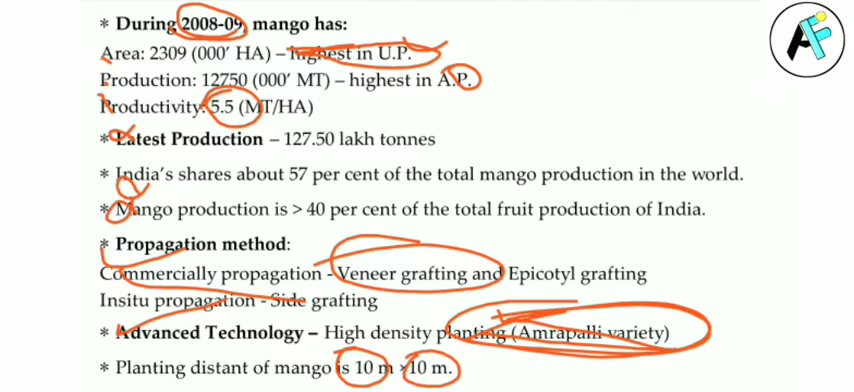 * During 2008-09, mango has:
Area: 2309 (000′ HA) – highest in U.P.
Production: 12750 (000′ MT) – highest in A.P.
Productivity: 5.5 (MT/HA)
* Latest Production – 127.50 lakh tonnes
* India's shares about 57 per cent of the total mango production in the world.
* Mango production is > 40 per cent of the total fruit production of India.
* Propagation method:
Commercially propagation - Veneer grafting and Epicotyl grafting
Insitu propagation - Side grafting
* Advanced Technology – High density planting (Amrapalli variety)
* Planting distant of mango is 10 m × 10 m.
AF